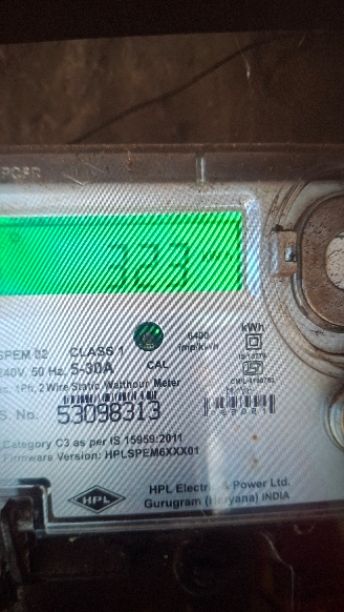 323
SPEM 02 CLASS 1
240V, 50 Hz, 5-30A CAL
6400
imp/kWh
kWh
1Ph, 2 Wire Static Watthour Meter
S. No. 53098313
Category C3 as per IS 15959:2011
Firmware Version: HPLSPEM6XXX01
HPL
HPL Electric & Power Ltd.
Gurugram (Haryana) INDIA